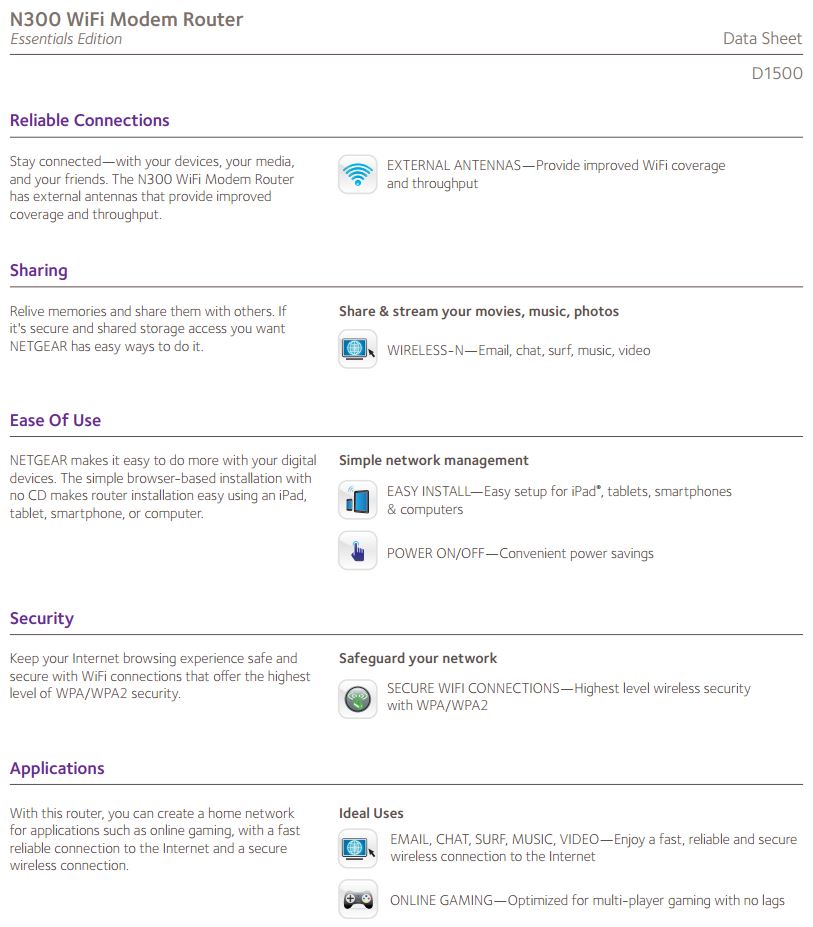 N300 WiFi Modem Router
Essentials Edition
Data Sheet
D1500
Reliable Connections
Stay connected—with your devices, your media,
and your friends. The N300 WiFi Modem Router
has external antennas that provide improved
coverage and throughput.
EXTERNAL ANTENNAS—Provide improved WiFi coverage
and throughput
Sharing
Relive memories and share them with others. If
it's secure and shared storage access you want
NETGEAR has easy ways to do it.
Share & stream your movies, music, photos
WIRELESS-N—Email, chat, surf, music, video
Ease Of Use
NETGEAR makes it easy to do more with your digital
devices. The simple browser-based installation with
no CD makes router installation easy using an iPad,
tablet, smartphone, or computer.
Simple network management
EASY INSTALL—Easy setup for iPad®, tablets, smartphones
& computers
POWER ON/OFF—Convenient power savings
Security
Keep your Internet browsing experience safe and
secure with WiFi connections that offer the highest
level of WPA/WPA2 security.
Safeguard your network
SECURE WIFI CONNECTIONS—Highest level wireless security
with WPA/WPA2
Applications
With this router, you can create a home network
for applications such as online gaming, with a fast
reliable connection to the Internet and a secure
wireless connection.
Ideal Uses
EMAIL, CHAT, SURF, MUSIC, VIDEO—Enjoy a fast, reliable and secure
wireless connection to the Internet
ONLINE GAMING—Optimized for multi-player gaming with no lags